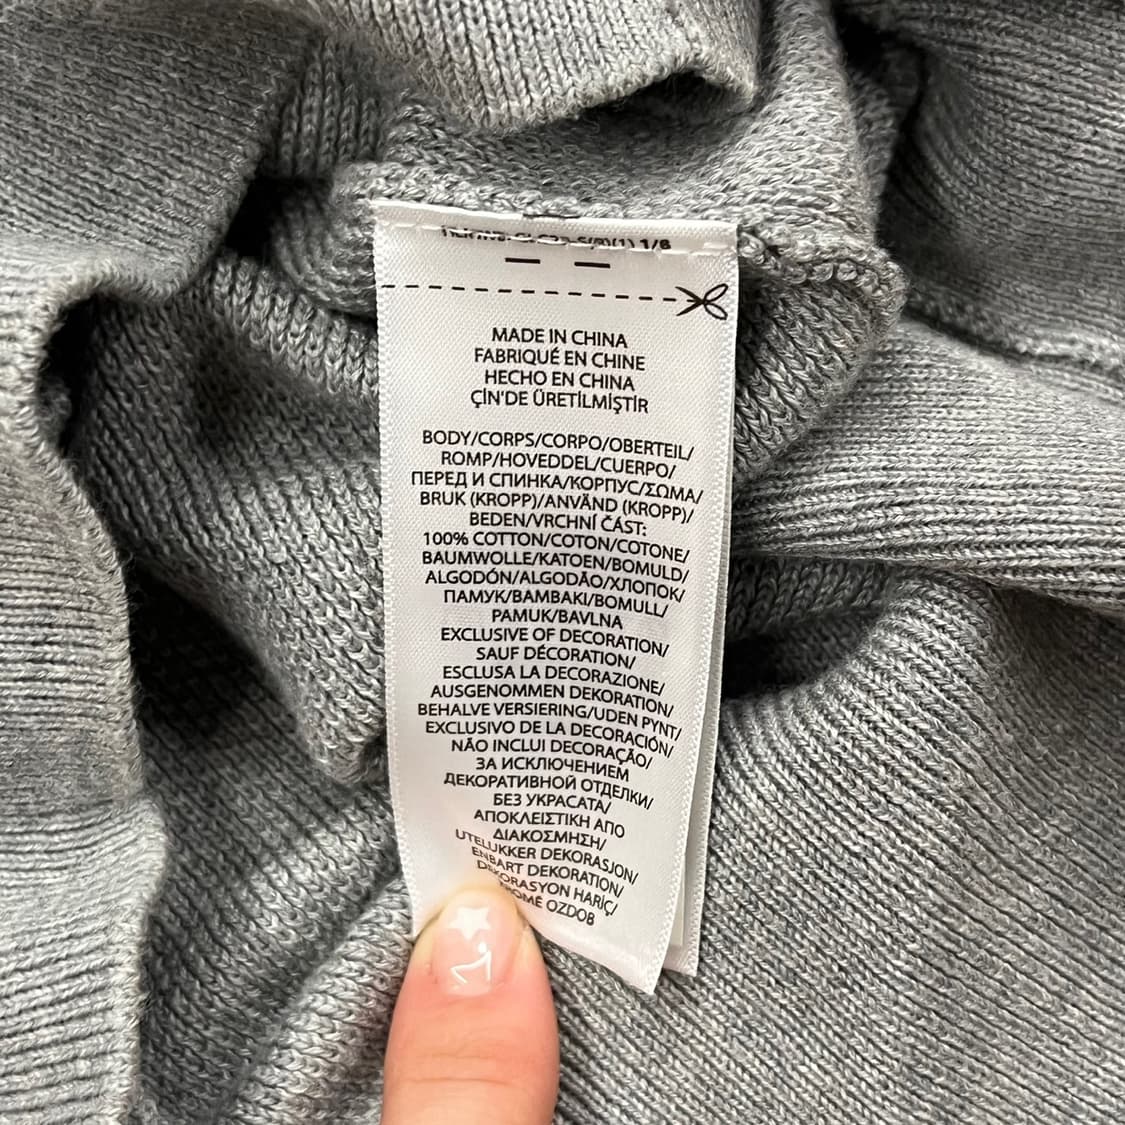 1/8
MADE IN CHINA
FABRIQUÉ EN CHINE
HECHO EN CHINA
ÇİN'DE ÜRETİLMİŞTİR
BODY/CORPS/CORPO/OBERTEIL/
ROMP/HOVEDDEL/CUERPO/
ПЕРЕД И СПИНКА/КОРПУС/ΣΩΜΑ/
BRUK (KROPP)/ANVÄND (KROPP)/
BEDEN/VRCHNÍ ČÁST:
100% COTTON/COTON/COTONE/
BAUMWOLLE/KATOEN/BOMULD/
ALGODÓN/ALGODÃO/ХЛОПОК/
ПАМУК/ΒΑΜΒΑΚΙ/BOMULL/
PAMUK/BAVLNA
EXCLUSIVE OF DECORATION/
SAUF DÉCORATION/
ESCLUSA LA DECORAZIONE/
AUSGENOMMEN DEKORATION/
BEHALVE VERSIERING/UDEN PYNT/
EXCLUSIVO DE LA DECORACIÓN/
NÃO INCLUI DECORAÇÃO/
ЗА ИСКЛЮЧЕНИЕМ
ДЕКОРАТИВНОЙ ОТДЕЛКИ/
БЕЗ УКРАСАТА/
ΑΠΟΚΛΕΙΣΤΙΚΗ ΑΠΟ
ΔΙΑΚΟΣΜΗΣΗ/
UTELUKKER DEKORASJON/
ENBART DEKORATION/
DEKORASYON HARİÇ/
OZDOB